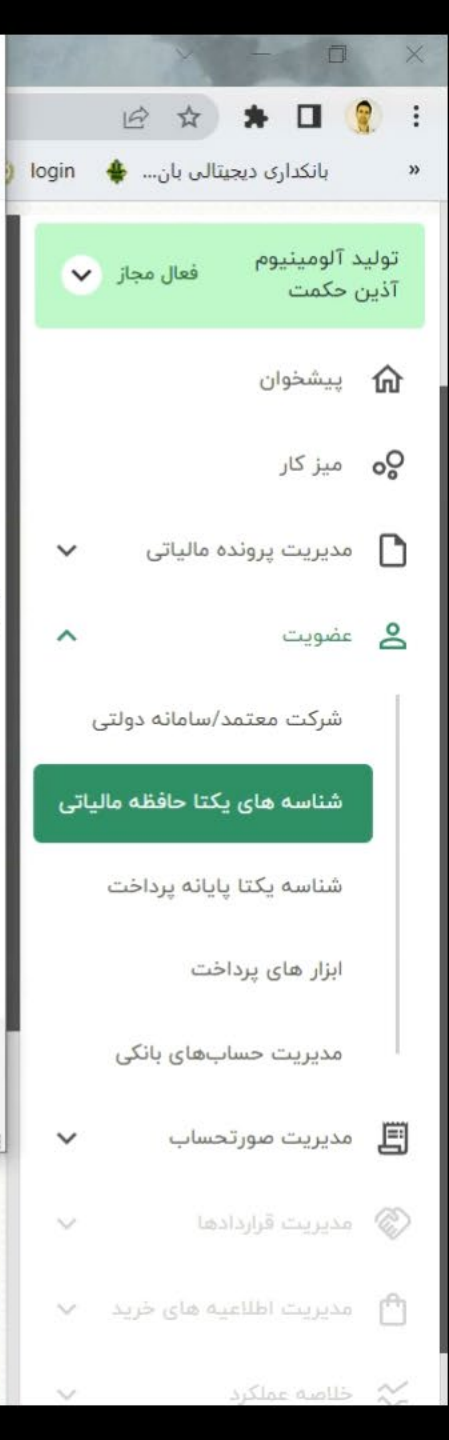 login
بانکداری دیجیتالی بان...
»
تولید آلومینیوم
آذین حکمت
فعال مجاز
پیشخوان
میز کار
مدیریت پرونده مالیاتی
عضویت
شرکت معتمد/سامانه دولتی
شناسه های یکتا حافظه مالیاتی
شناسه یکتا پایانه پرداخت
ابزار های پرداخت
مدیریت حساب‌های بانکی
مدیریت صورتحساب
مدیریت قراردادها
مدیریت اطلاعیه های خرید
خلاصه عملکرد